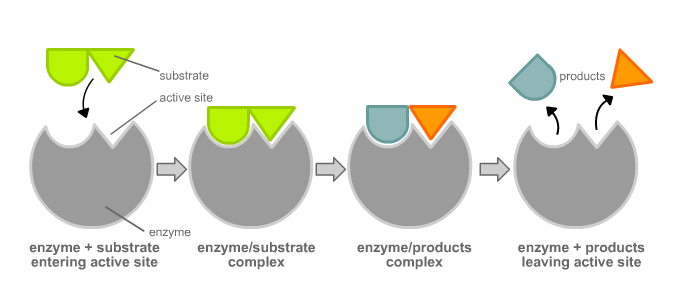 substrate
active site
products
enzyme
enzyme + substrate
entering active site
enzyme/substrate
complex
enzyme/products
complex
enzyme + products
leaving active site